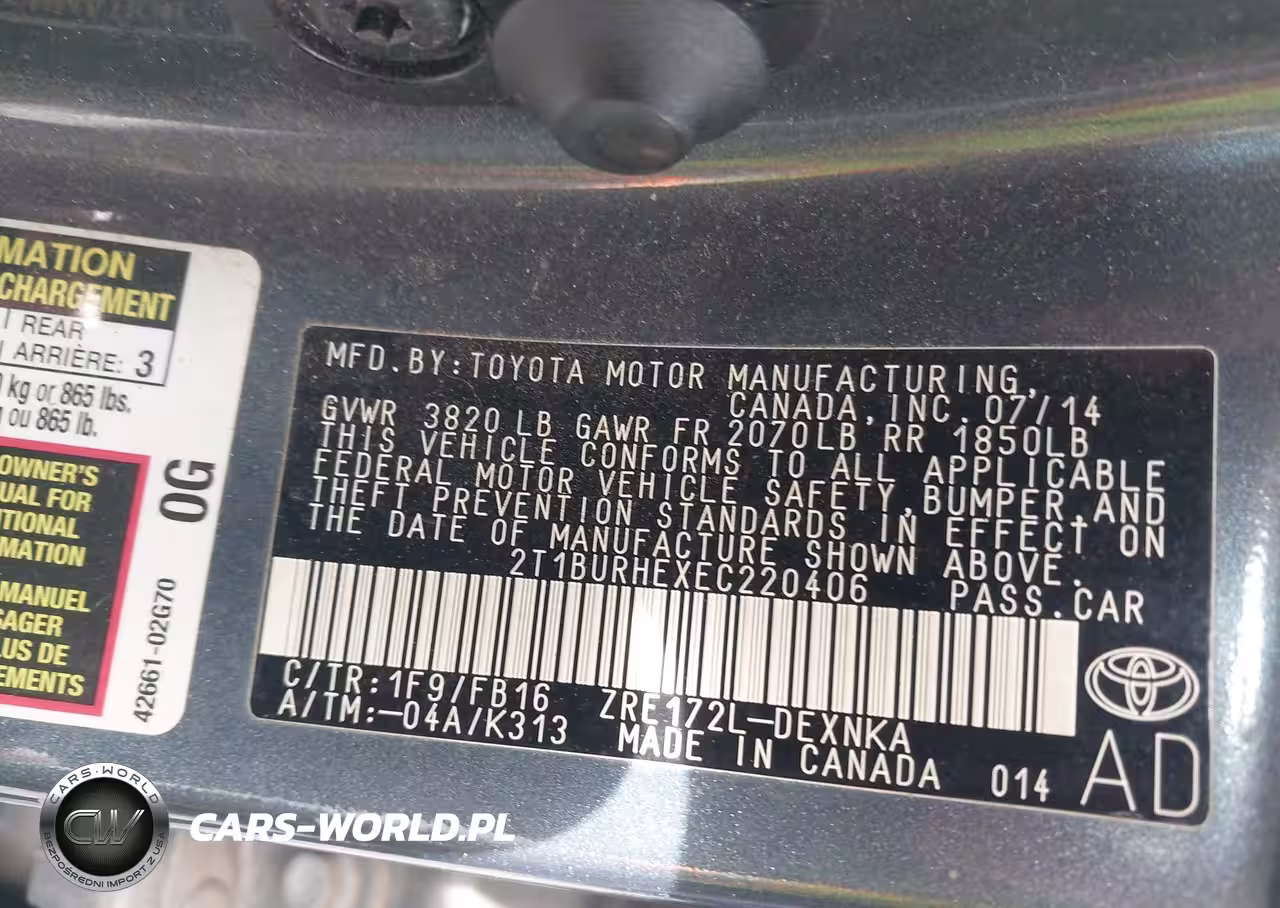 MATION
CHARGEMENT
REAR
ARRIÈRE: 3
kg or 865 lbs.
ou 865 lb.
OWNER'S
UAL FOR
ITIONAL
MATION
MANUEL
SAGER
LUS DE
EMENTS
0G
42661-02G70
MFD.BY:TOYOTA MOTOR MANUFACTURING,
CANADA, INC. 07/14
GVWR 3820 LB GAWR FR 2070LB RR 1850LB
THIS VEHICLE CONFORMS TO ALL APPLICABLE
FEDERAL MOTOR VEHICLE SAFETY,BUMPER,AND
THEFT PREVENTION STANDARDS IN EFFECT ON
THE DATE OF MANUFACTURE SHOWN ABOVE.
2T1BURHEXEC220406 PASS.CAR
C/TR:1F9/FB16 ZRE172L-DEXNKA
A/TM:-04A/K313 MADE IN CANADA 014
AD
CARS-WORLD
CW
BEZPOŚREDNI IMPORT Z USA
CARS-WORLD.PL